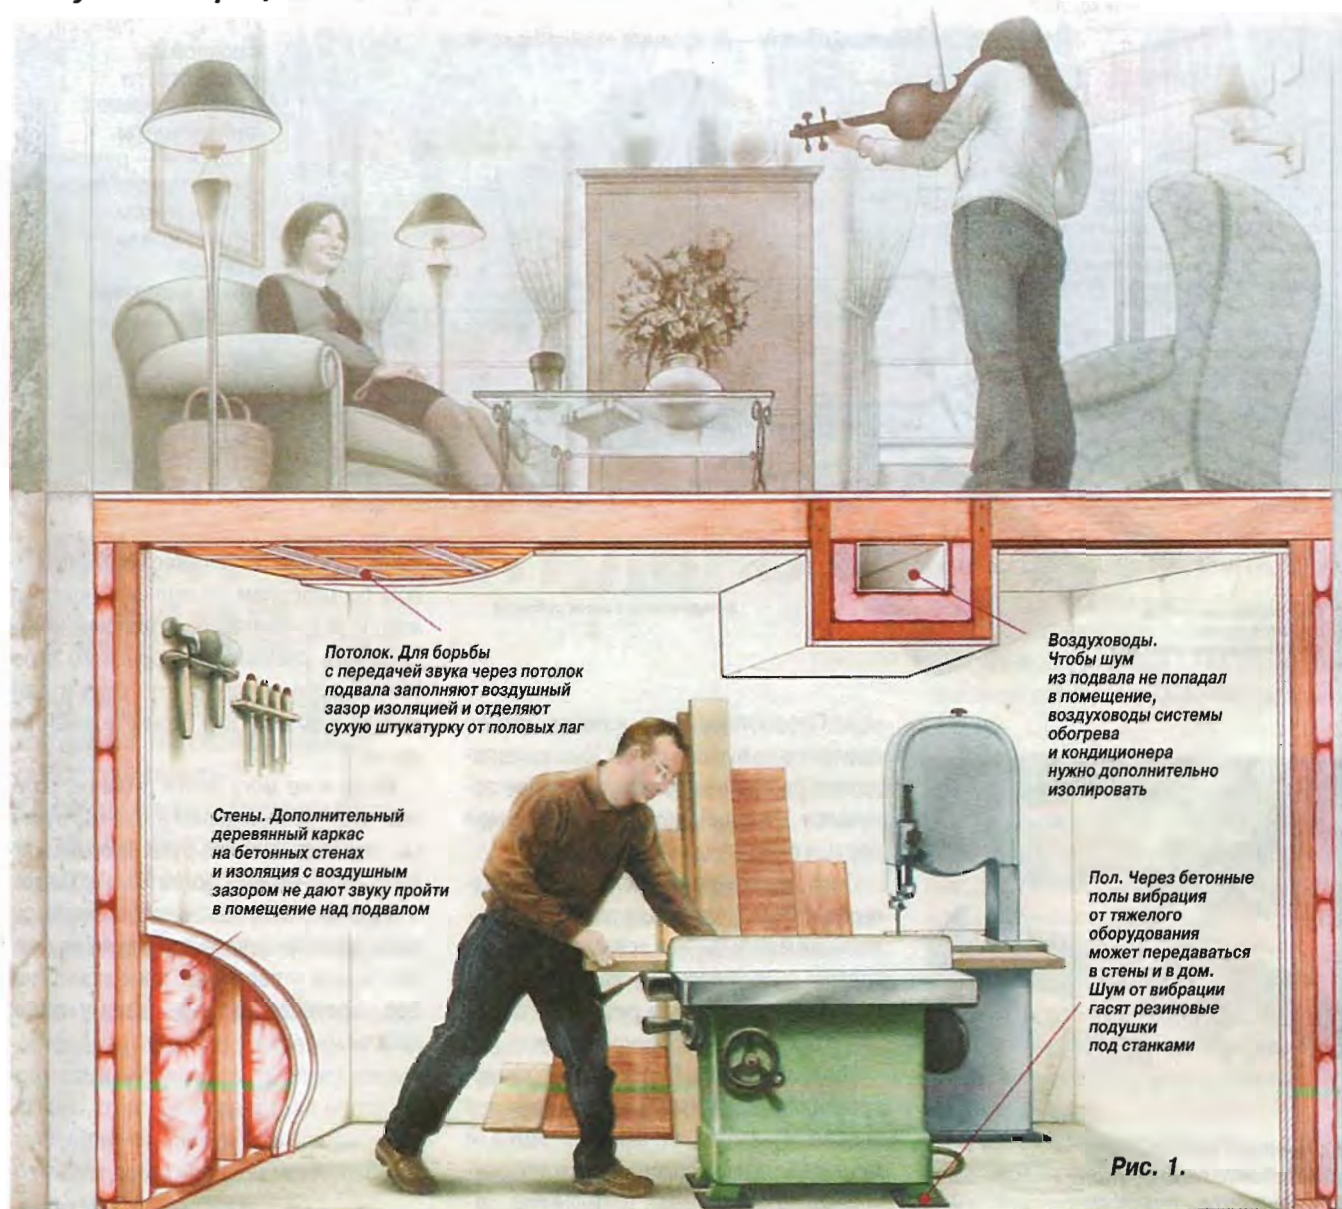 Потолок. Для борьбы
с передачей звука через потолок
подвала заполняют воздушный
зазор изоляцией и отделяют
сухую штукатурку от половых лаг
Воздуховоды.
Чтобы шум
из подвала не попадал
в помещение,
воздуховоды системы
обогрева
и кондиционера
нужно дополнительно
изолировать
Стены. Дополнительный
деревянный каркас
на бетонных стенах
и изоляция с воздушным
зазором не дают звуку пройти
в помещение над подвалом
Пол. Через бетонные
полы вибрация
от тяжелого
оборудования
может передаваться
в стены и в дом.
Шум от вибрации
гасят резиновые
подушки
под станками
Рис. 1.